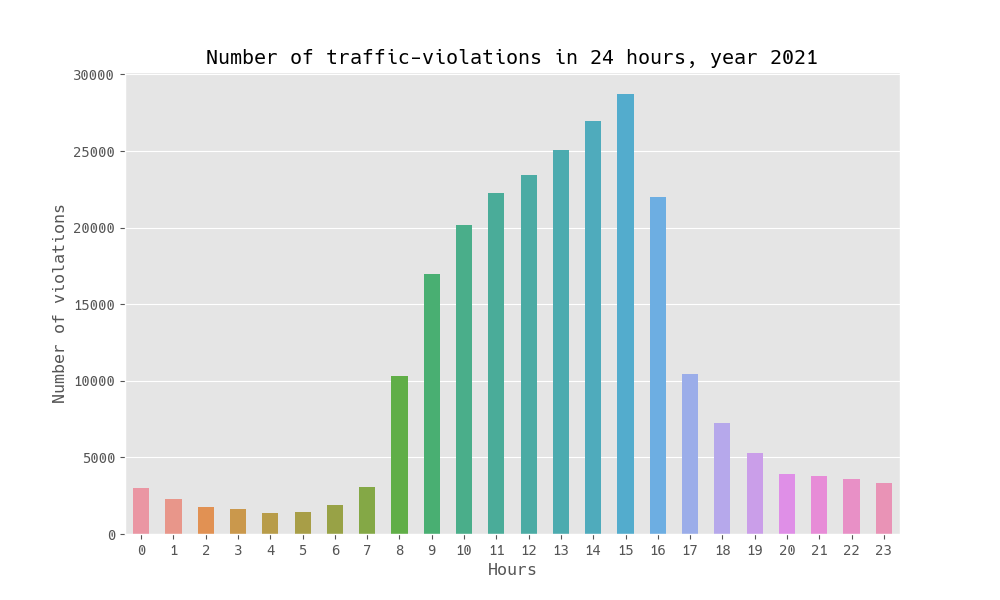 Number of traffic-violations in 24 hours, year 2021
30000
25000
20000
15000
10000
5000
0
Number of violations
0 1 2 3 4 5 6 7 8 9 10 11 12 13 14 15 16 17 18 19 20 21 22 23
Hours